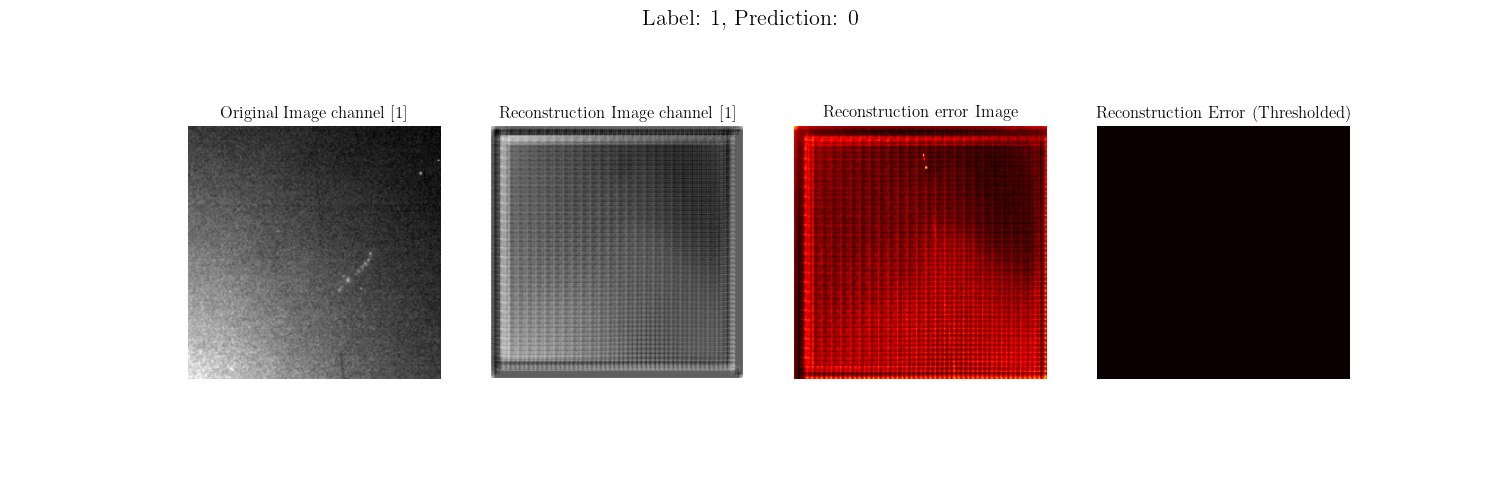 Label: 1, Prediction: 0
Original Image channel [1]
Reconstruction Image channel [1]
Reconstruction error Image
Reconstruction Error (Thresholded)